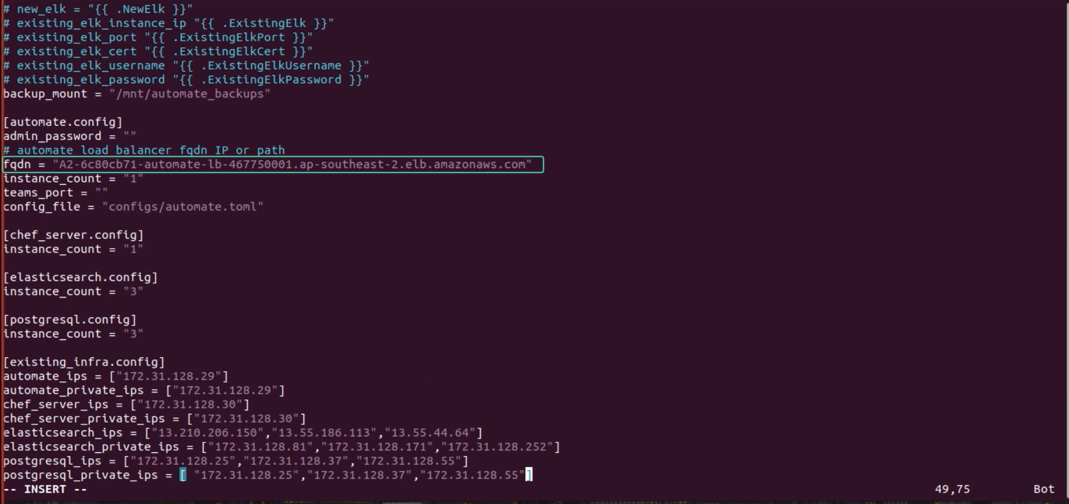 # new_elk = "{{ .NewElk }}"
# existing_elk_instance_ip "{{ .ExistingElk }}"
# existing_elk_port "{{ .ExistingElkPort }}"
# existing_elk_cert "{{ .ExistingElkCert }}"
# existing_elk_username "{{ .ExistingElkUsername }}"
# existing_elk_password "{{ .ExistingElkPassword }}"
backup_mount = "/mnt/automate_backups"
[automate.config]
admin_password = ""
# automate load balancer fqdn IP or path
fqdn = "A2-6c80cb71-automate-lb-467750001.ap-southeast-2.elb.amazonaws.com"
instance_count = "1"
teams_port = ""
config_file = "configs/automate.toml"
[chef_server.config]
instance_count = "1"
[elasticsearch.config]
instance_count = "3"
[postgresql.config]
instance_count = "3"
[existing_infra.config]
automate_ips = ["172.31.128.29"]
automate_private_ips = ["172.31.128.29"]
chef_server_ips = ["172.31.128.30"]
chef_server_private_ips = ["172.31.128.30"]
elasticsearch_ips = ["13.210.206.150","13.55.186.113","13.55.44.64"]
elasticsearch_private_ips = ["172.31.128.81","172.31.128.171","172.31.128.252"]
postgresql_ips = ["172.31.128.25","172.31.128.37","172.31.128.55"]
postgresql_private_ips = [ "172.31.128.25","172.31.128.37","172.31.128.55"]
-- INSERT -- 49,75 Bot